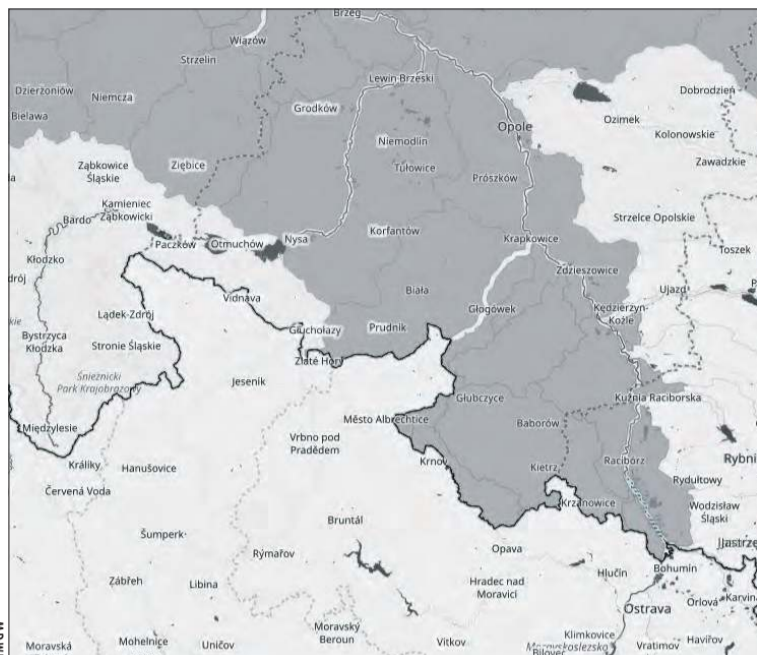 Brzeg
Wiązów
Strzelin
Lewin-Brzeski
Dzierżoniów
Niemcza
Dobrodzień
Grodków
Bielawa
Ozimek
Opole
Kolonowskie
Niemodlin
Ząbkowice
Śląskie
Ziębice
Tułowice
Zawadzkie
Prószków
Kamieniec
Ząbkowicki
Bardo
Strzelce Opolskie
Korfantów
Nysa
Krapkowice
Paczków
Otmuchów
Toszek
Kłodzko
Zdzieszowice
Ujazd
Biała
Vidnava
Głogówek
Kędzierzyn-
Koźle
Lądek-Zdrój
Głuchołazy
Prudnik
Bystrzyca
Kłodzka
Stronie Śląskie
Zlaté Hory
Śnieżnicki
Park Krajobrazowy
Jeseník
Głubczyce
Kuźnia Raciborska
Międzylesie
Město Albrechtice
Baborów
Vrbno pod
Pradědem
Králíky
Hanušovice
Krnov
Kietrz
Racibórz
Rybni
Rydułtowy
Červená Voda
Krzanowice
Wodzisław
Śląski
Bruntál
Šumperk
Opava
Jastrzę
Rýmařov
Bohumín
Hlučín
Zábřeh
Libina
Hradec nad
Moravicí
Orlová
Karviná
Ostrava
Moravský
Beroun
Klimkovice
Moravská
Mohelnice
Uničov
Vítkov
Moravskoslezsko
Bílovec
Vratimov
Havířov